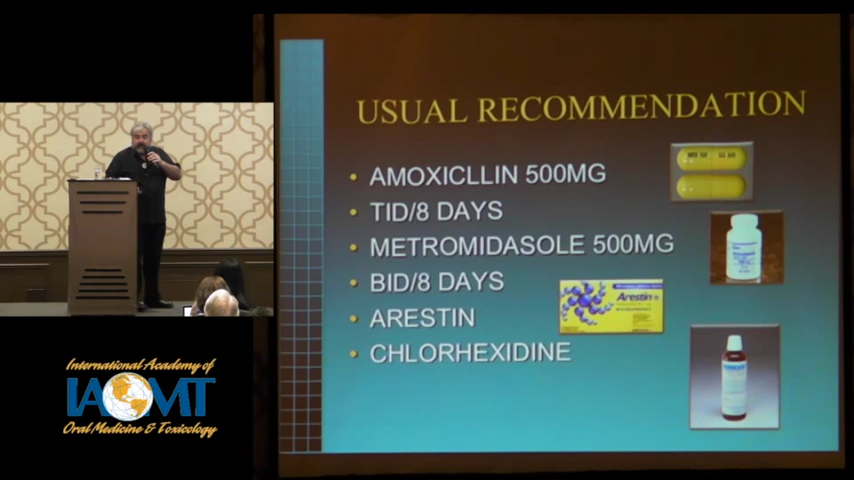 USUAL RECOMMENDATION
AMOXICLLIN 500MG
TID/8 DAYS
METROMIDASOLE 500MG
BID/8 DAYS
ARESTIN
CHLORHEXIDINE
Arestin
International Academy of
IAOMT
Oral Medicine & Toxicology